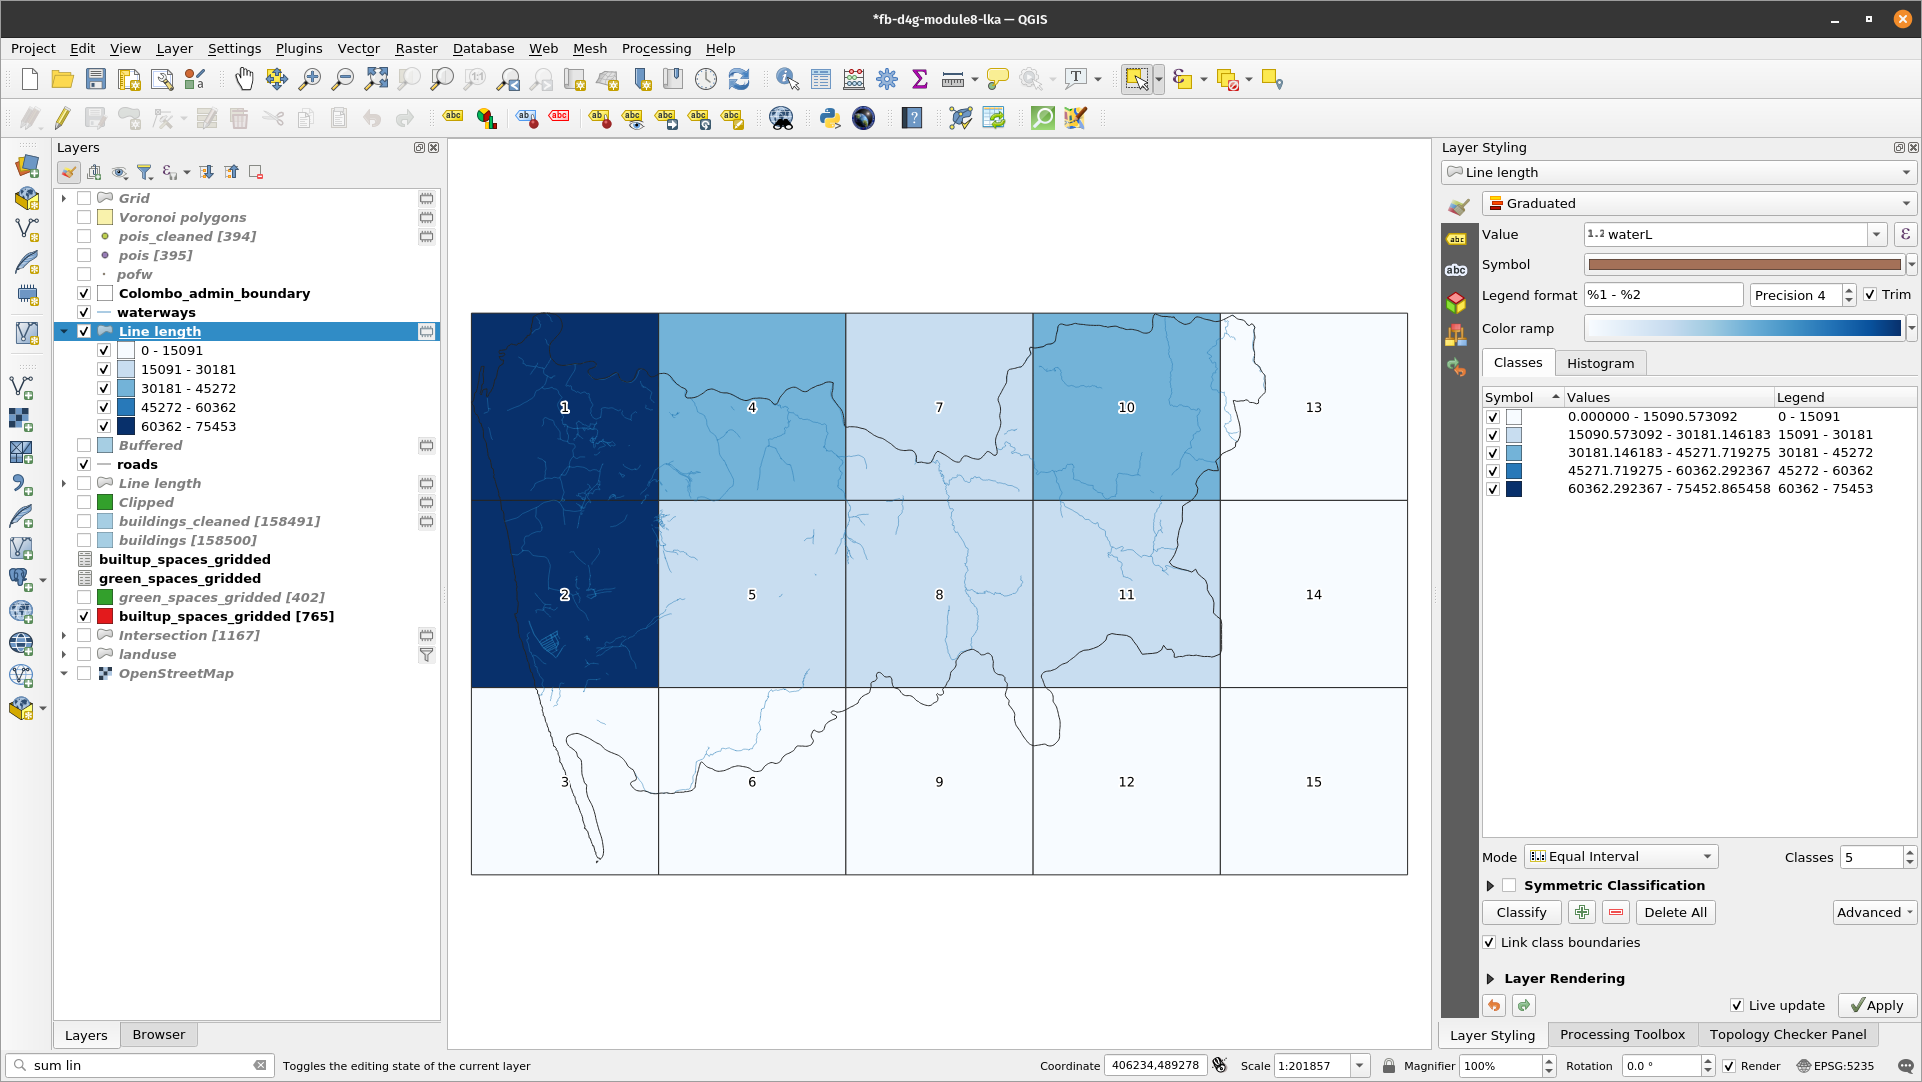 *fb-d4g-module8-lka — QGIS
Project Edit View Layer Settings Plugins Vector Raster Database Web Mesh Processing Help
Layers
Grid
Voronoi polygons
pois_cleaned [394]
pois [395]
pofw
Colombo_admin_boundary
waterways
Line length
0 - 15091
15091 - 30181
30181 - 45272
45272 - 60362
60362 - 75453
Buffered
roads
Line length
Clipped
buildings_cleaned [158491]
buildings [158500]
builtup_spaces_gridded
green_spaces_gridded
green_spaces_gridded [402]
builtup_spaces_gridded [765]
Intersection [1167]
landuse
OpenStreetMap
Layers Browser
1 4 7 10 13
2 5 8 11 14
3 6 9 12 15
Layer Styling
Line length
Graduated
Value 1.2 waterL ε
Symbol
Legend format %1 - %2 Precision 4 Trim
Color ramp
Classes Histogram
Symbol Values Legend
0.000000 - 15090.573092 0 - 15091
15090.573092 - 30181.146183 15091 - 30181
30181.146183 - 45271.719275 30181 - 45272
45271.719275 - 60362.292367 45272 - 60362
60362.292367 - 75452.865458 60362 - 75453
Mode Equal Interval Classes 5
Symmetric Classification
Classify Delete All Advanced
Link class boundaries
Layer Rendering
Live update Apply
Layer Styling Processing Toolbox Topology Checker Panel
sum lin Toggles the editing state of the current layer Coordinate 406234,489278 Scale 1:201857 Magnifier 100% Rotation 0.0 ° Render EPSG:5235